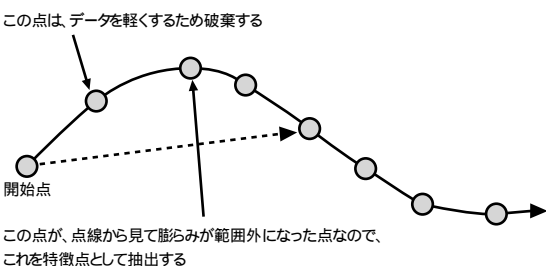 この点は、データを軽くするため破棄する
開始点
この点が、点線から見て膨らみが範囲外になった点なので、
これを特徴点として抽出する